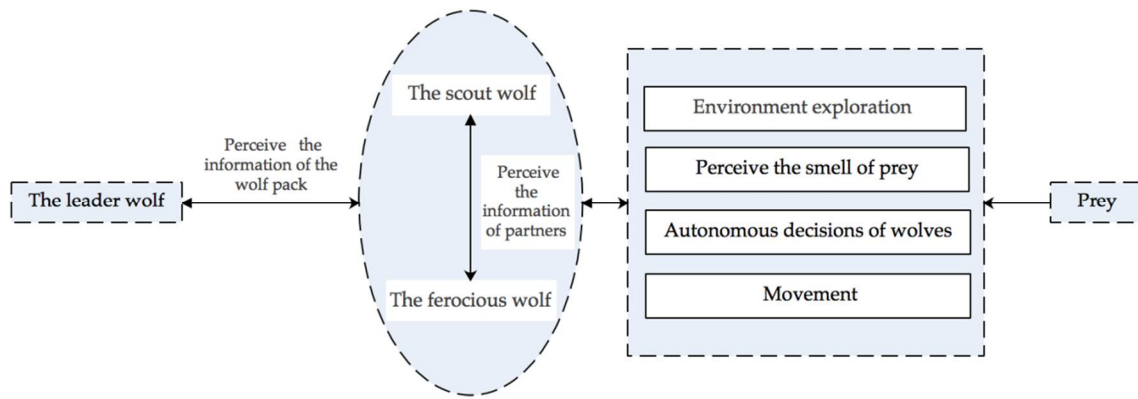 The leader wolf
Perceive the
information of the
wolf pack
The scout wolf
Perceive
the
information
of partners
The ferocious wolf
Environment exploration
Perceive the smell of prey
Autonomous decisions of wolves
Movement
Prey